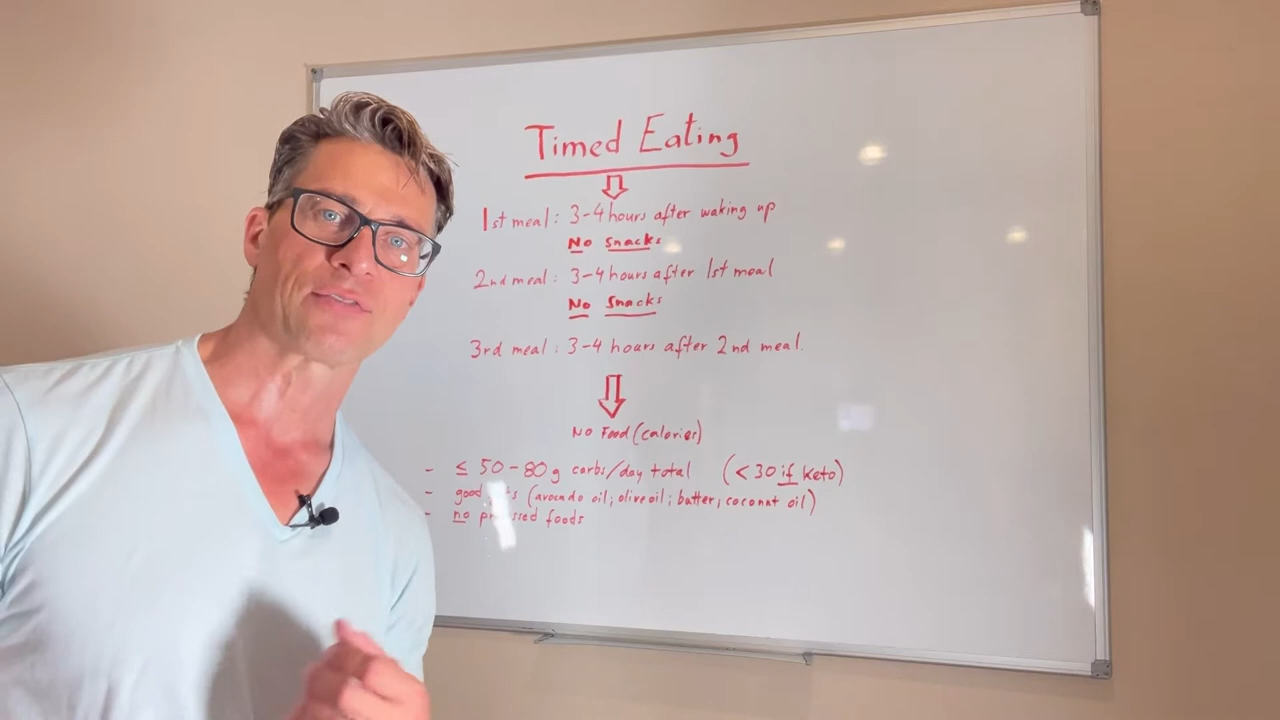 Timed Eating
1st meal: 3-4 hours after waking up
No snacks
2nd meal: 3-4 hours after 1st meal
No snacks
3rd meal: 3-4 hours after 2nd meal.
No Food (calories)
- ≤ 50-80g carbs/day total (<30 if keto)
- good (avocado oil; olive oil; butter; coconut oil)
- no foods